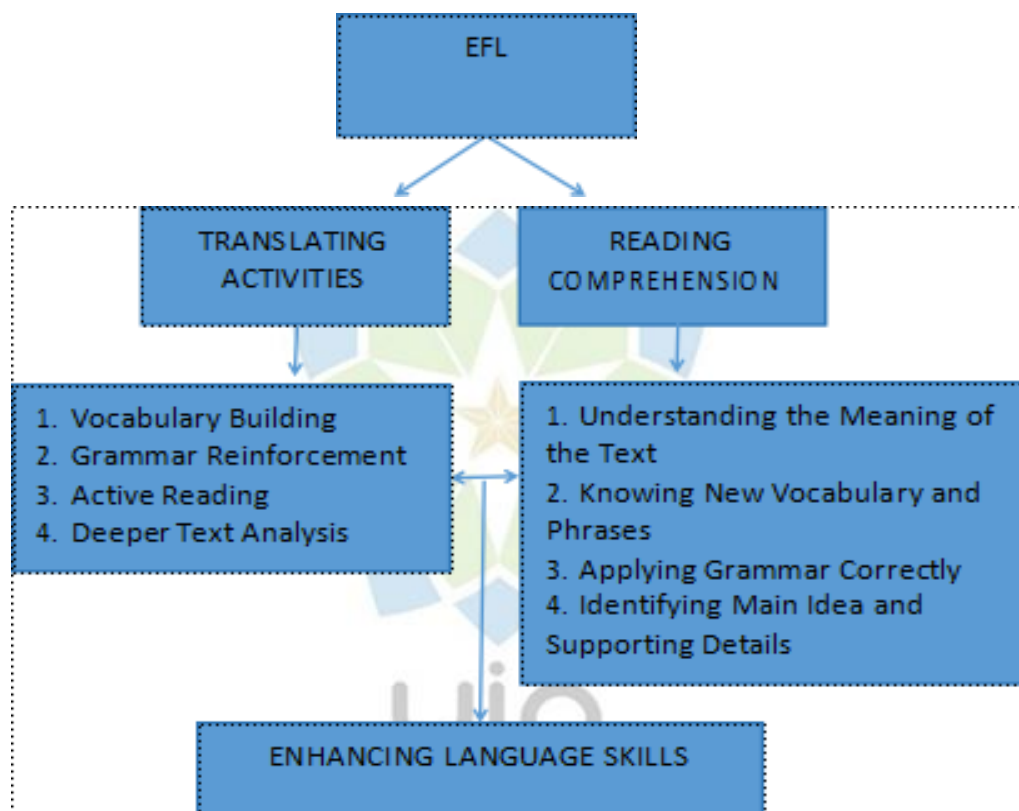 EFL
TRANSLATING
ACTIVITIES
READING
COMPREHENSION
1. Vocabulary Building
2. Grammar Reinforcement
3. Active Reading
4. Deeper Text Analysis
1. Understanding the Meaning of
the Text
2. Knowing New Vocabulary and
Phrases
3. Applying Grammar Correctly
4. Identifying Main Idea and
Supporting Details
ENHANCING LANGUAGE SKILLS